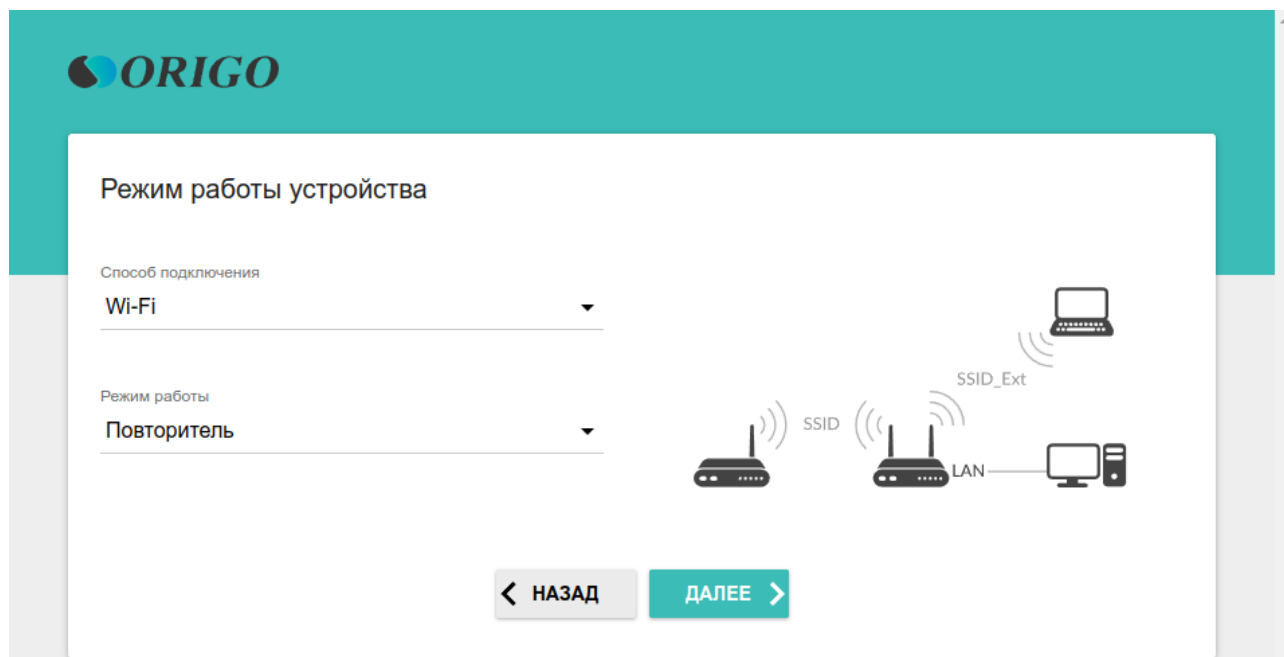 ORIGO
Режим работы устройства
Способ подключения
Wi-Fi
Режим работы
Повторитель
SSID_Ext
SSID
LAN
НАЗАД
ДАЛЕЕ